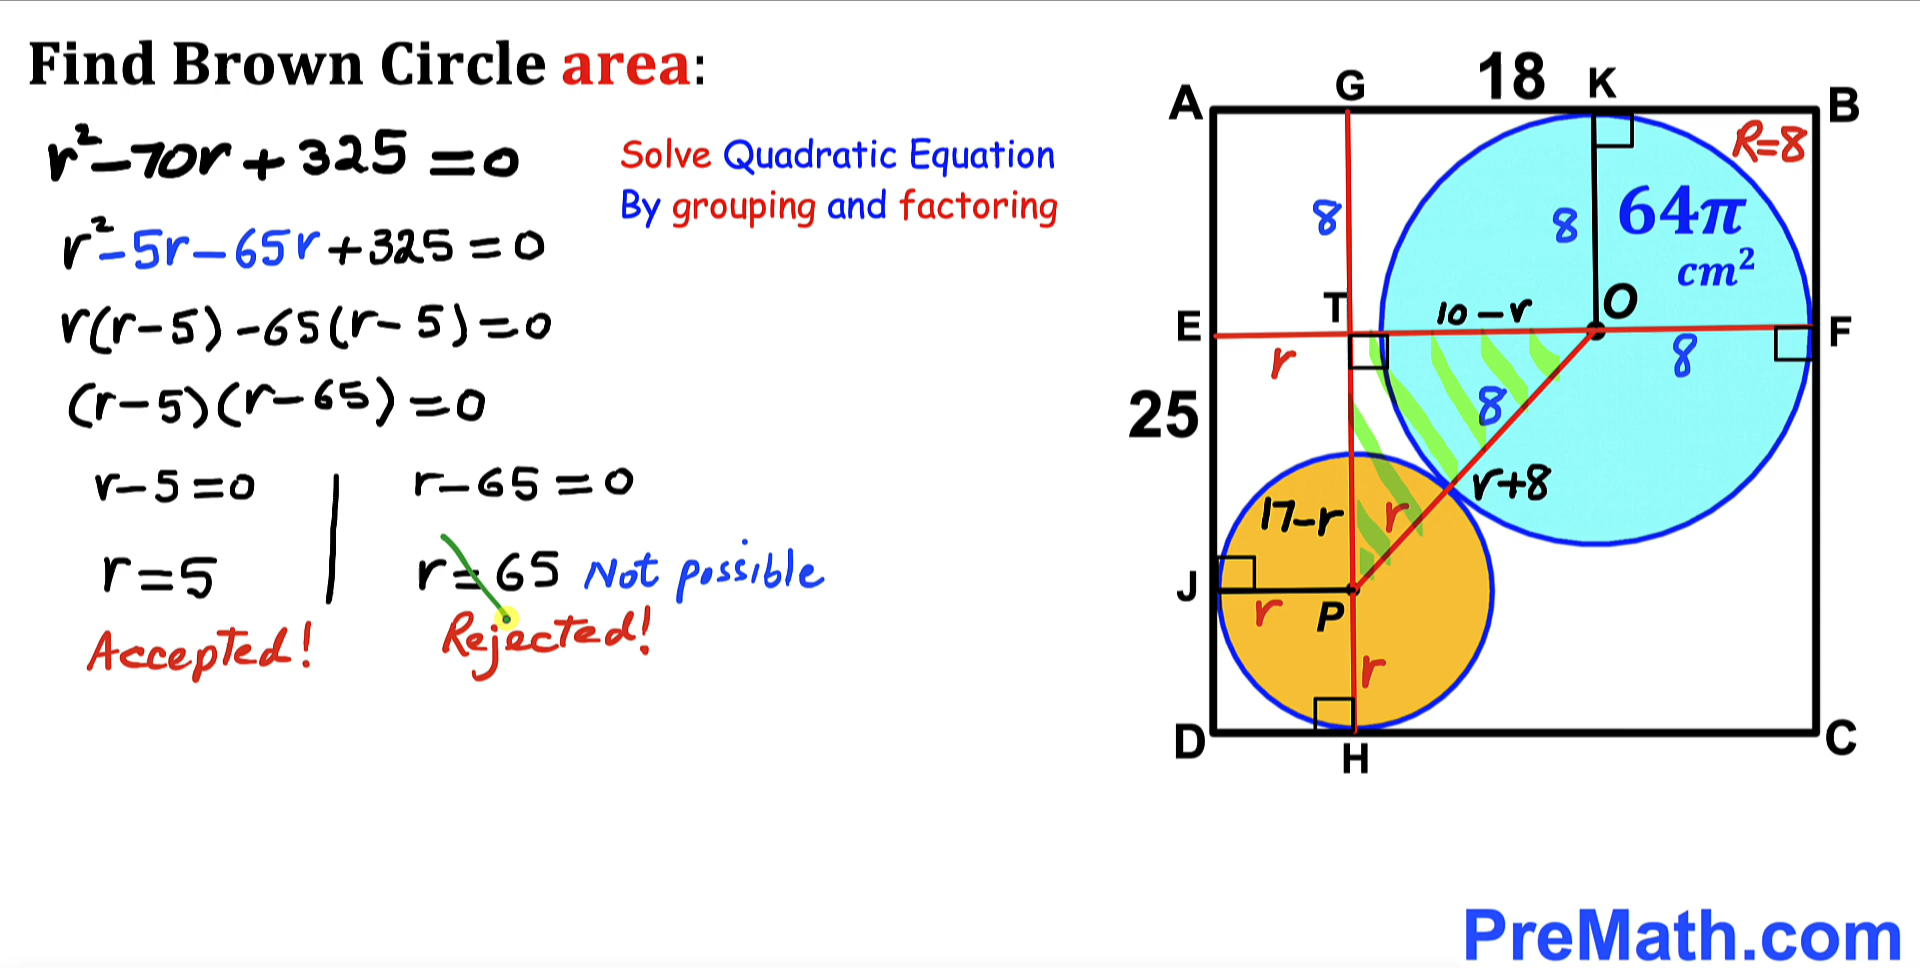 Find Brown Circle area:
r²-70r+325=0
Solve Quadratic Equation
By grouping and factoring
r²-5r-65r+325=0
r(r-5)-65(r-5)=0
(r-5)(r-65)=0
r-5=0
r-65=0
r=5
r=65 Not possible
Accepted!
Rejected!
G
18
K
A
B
R=8
8
8
64π
cm²
T
10-r
O
E
F
r
8
25
8
r+8
17-r
r
J
r
P
r
D
C
H
PreMath.com